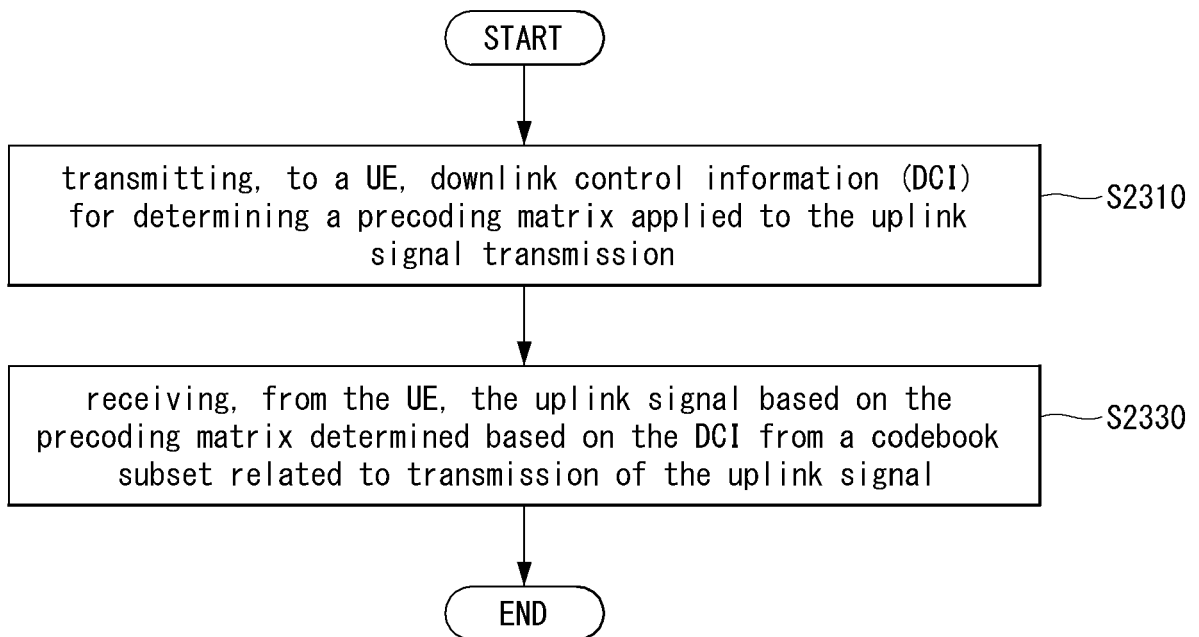 START
transmitting, to a UE, downlink control information (DCI)
for determining a precoding matrix applied to the uplink
signal transmission
S2310
receiving, from the UE, the uplink signal based on the
precoding matrix determined based on the DCI from a codebook
subset related to transmission of the uplink signal
S2330
END